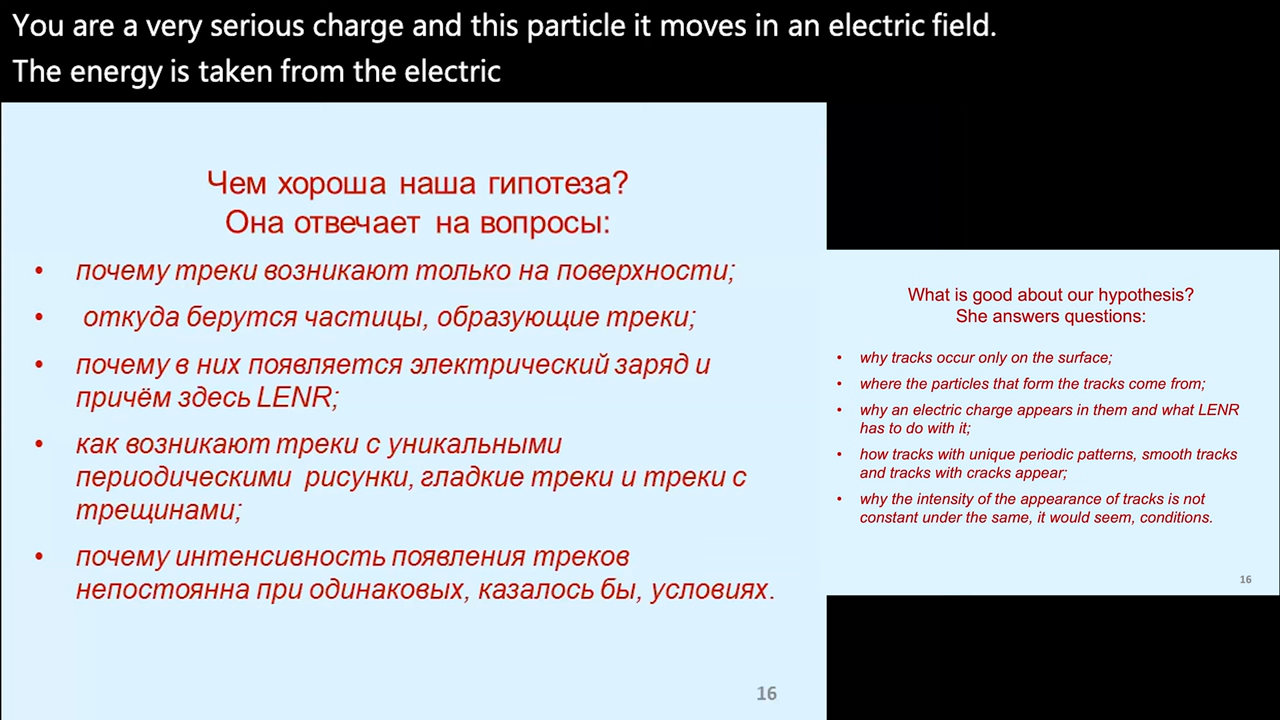 You are a very serious charge and this particle it moves in an electric field.
The energy is taken from the electric
Чем хороша наша гипотеза?
Она отвечает на вопросы:
• почему треки возникают только на поверхности;
• откуда берутся частицы, образующие треки;
• почему в них появляется электрический заряд и
причём здесь LENR;
• как возникают треки с уникальными
периодическими рисунки, гладкие треки и треки с
трещинами;
• почему интенсивность появления треков
непостоянна при одинаковых, казалось бы, условиях.
16
What is good about our hypothesis?
She answers questions:
• why tracks occur only on the surface;
• where the particles that form the tracks come from;
• why an electric charge appears in them and what LENR
has to do with it;
• how tracks with unique periodic patterns, smooth tracks
and tracks with cracks appear;
• why the intensity of the appearance of tracks is not
constant under the same, it would seem, conditions.
16